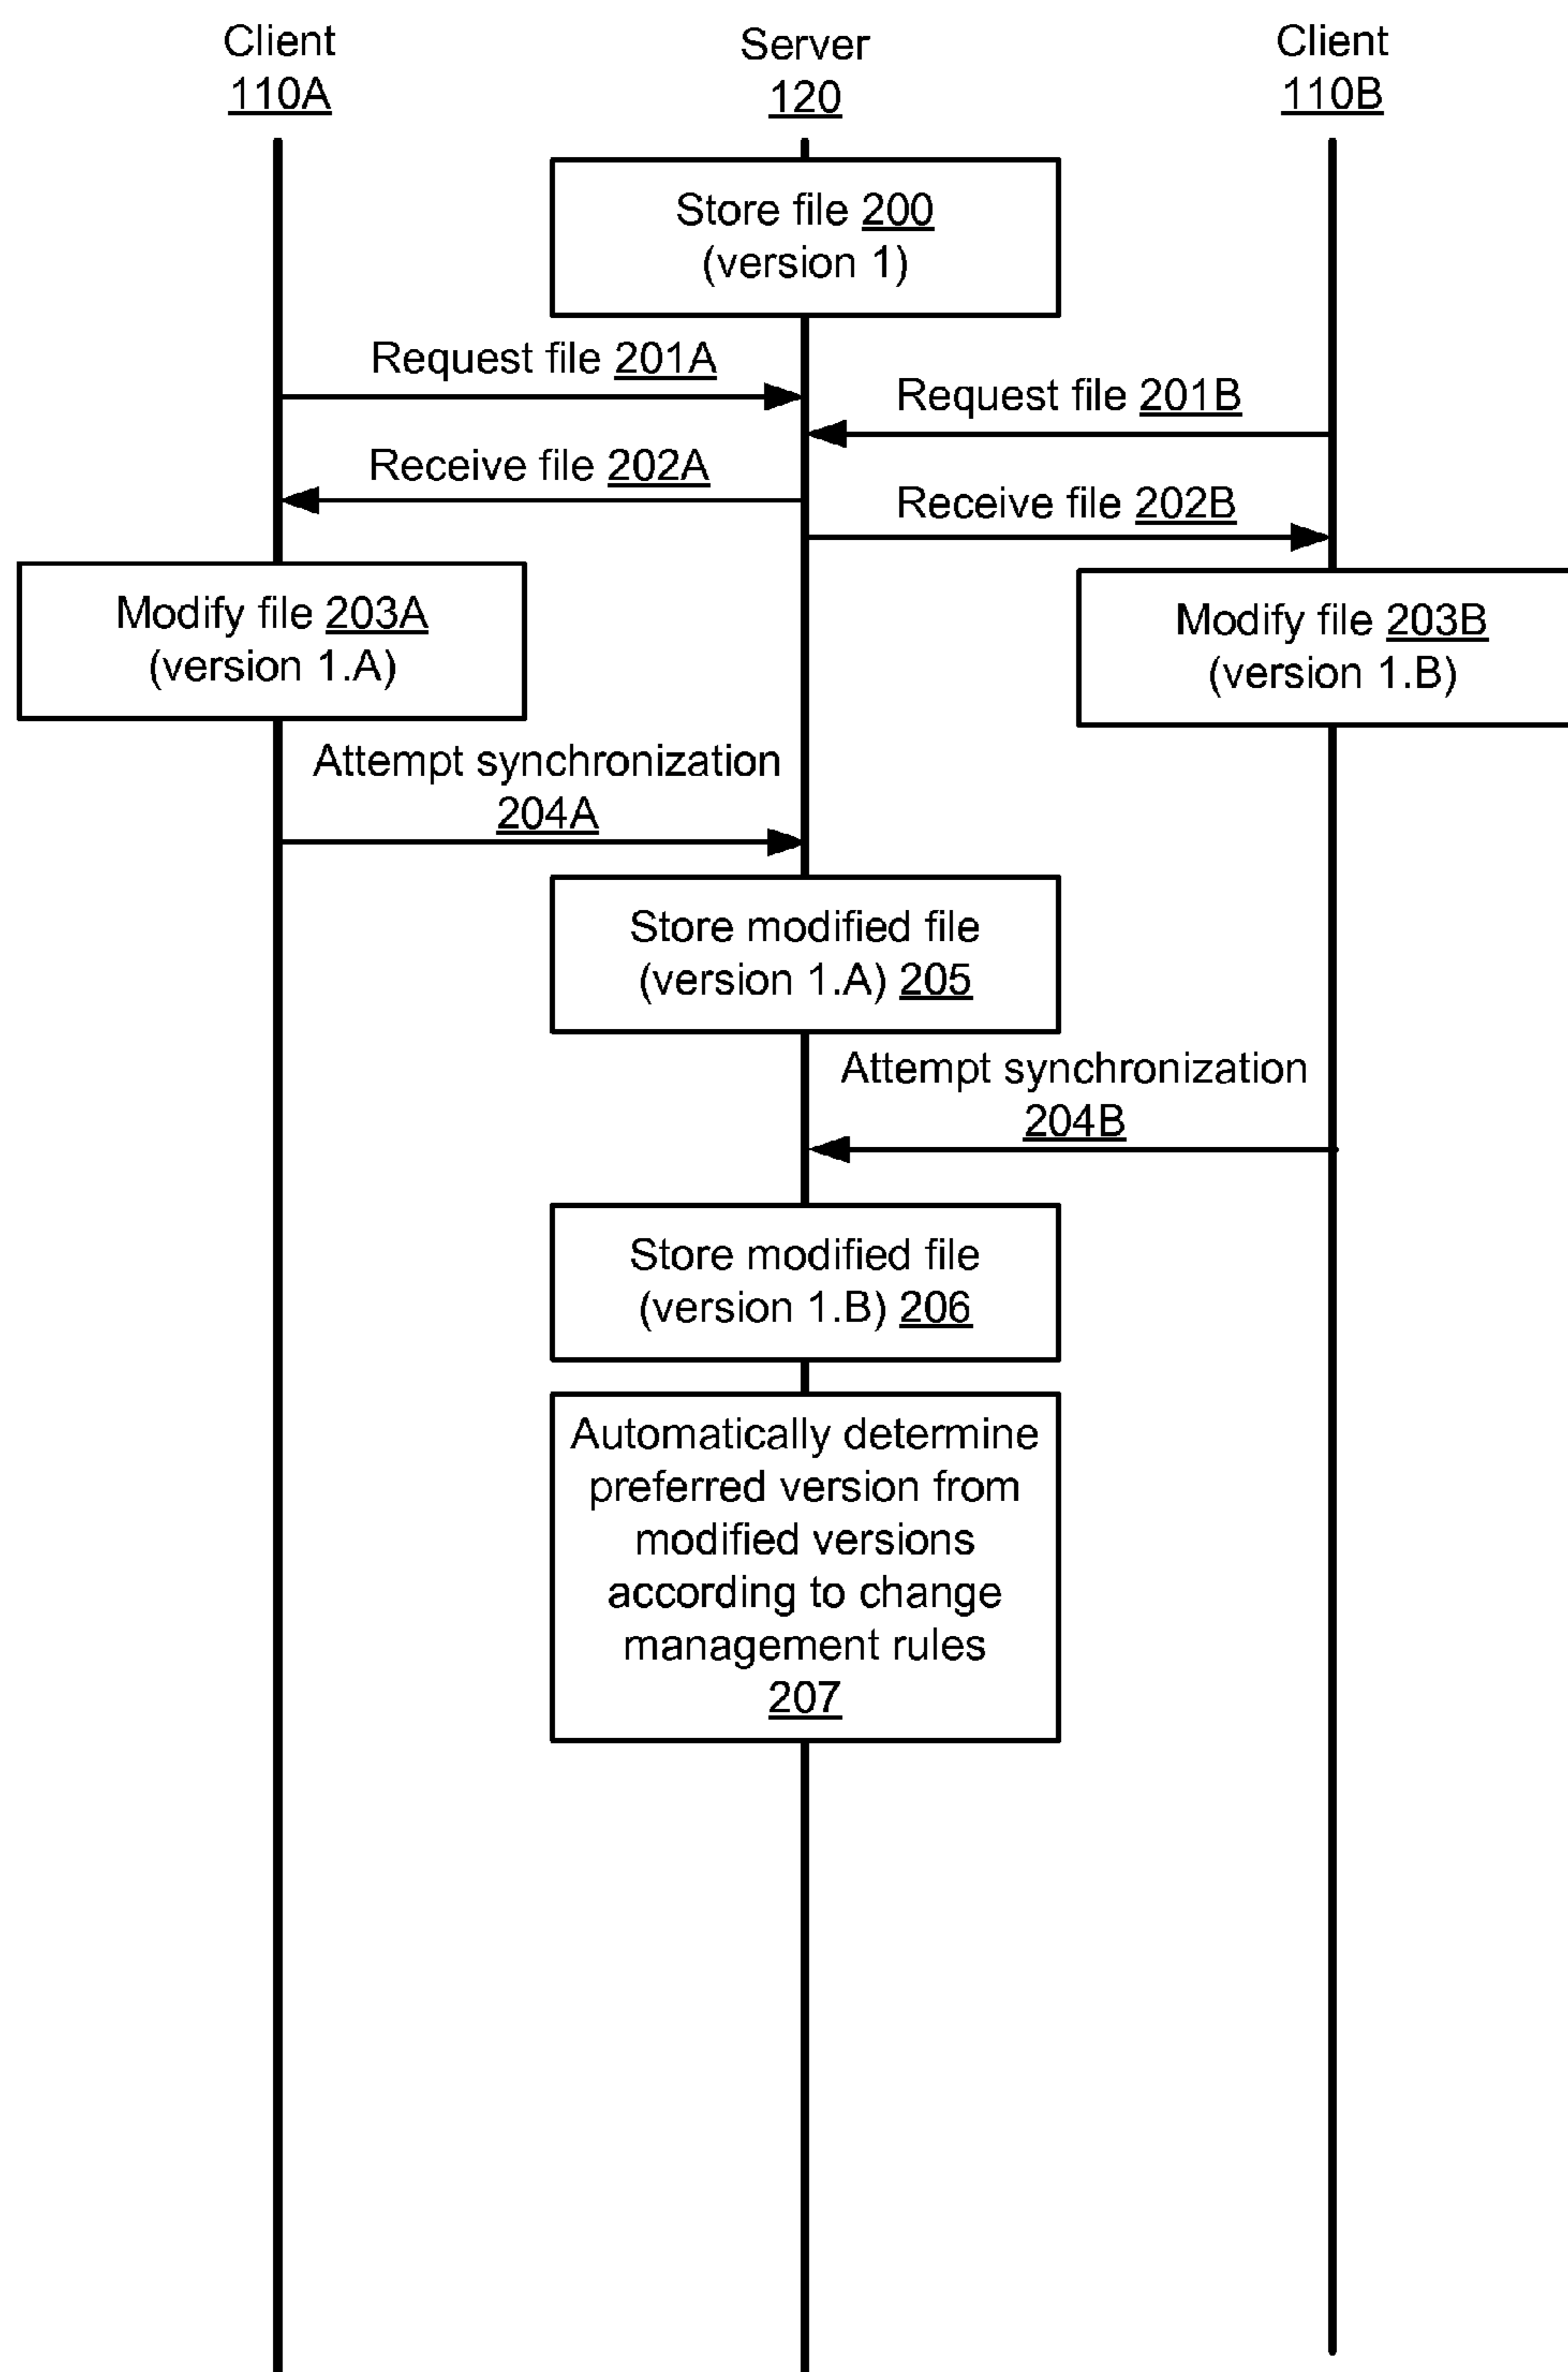 Client
110A
Server
120
Client
110B
Store file 200
(version 1)
Request file 201A
Request file 201B
Receive file 202A
Receive file 202B
Modify file 203A
(version 1.A)
Modify file 203B
(version 1.B)
Attempt synchronization
204A
Store modified file
(version 1.A) 205
Attempt synchronization
204B
Store modified file
(version 1.B) 206
Automatically determine
preferred version from
modified versions
according to change
management rules
207